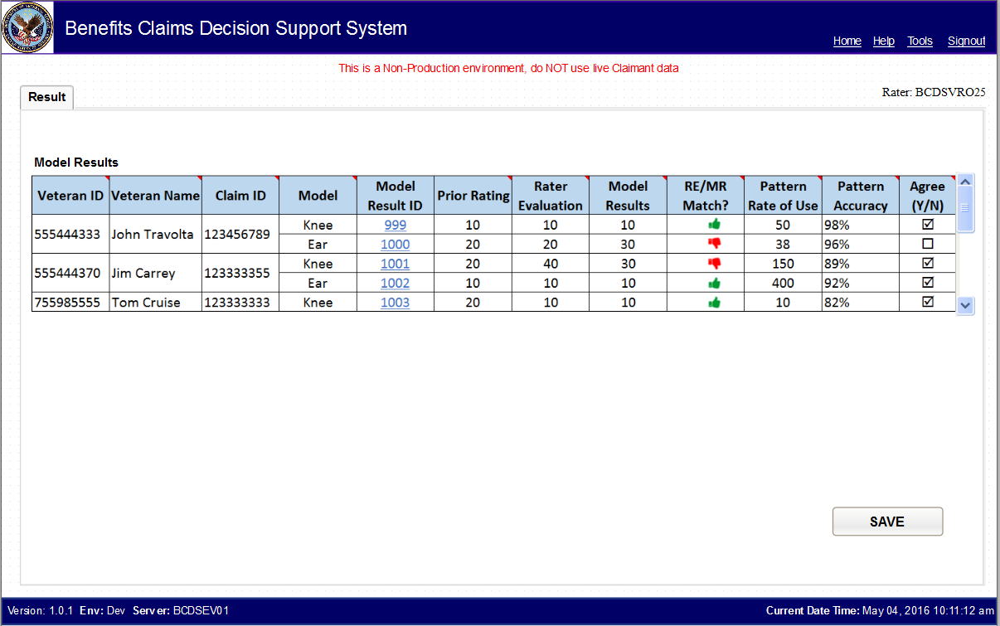 Benefits Claims Decision Support System
Home Help Tools Signout
This is a Non-Production environment, do NOT use live Claimant data
Result
Rater: BCDSVRO25
Model Results
Veteran ID Veteran Name Claim ID Model Model Result ID Prior Rating Rater Evaluation Model Results RE/MR Match? Pattern Rate of Use Pattern Accuracy Agree (Y/N)
555444333 John Travolta 123456789 Knee 999 10 10 10 50 98%
Ear 1000 20 20 30 38 96%
555444370 Jim Carrey 123333355 Knee 1001 20 40 30 150 89%
Ear 1002 10 10 10 400 92%
755985555 Tom Cruise 123333333 Knee 1003 20 10 10 10 82%
SAVE
Version: 1.0.1 Env: Dev Server: BCDSEV01
Current Date Time: May 04, 2016 10:11:12 am